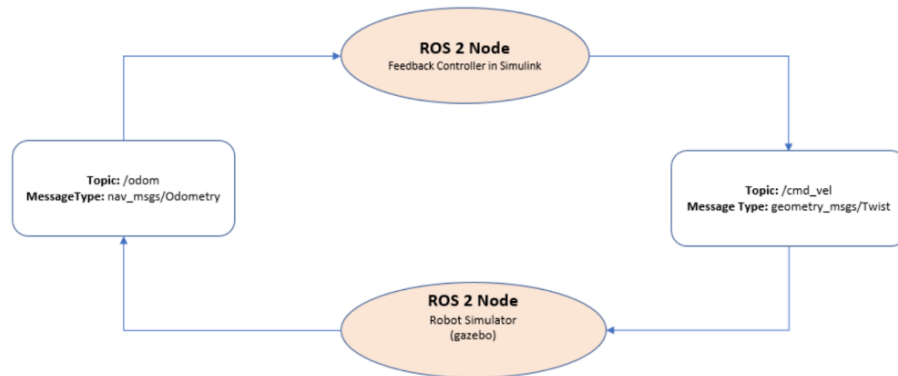 ROS 2 Node
Feedback Controller in Simulink
Topic: /odom
MessageType: nav_msgs/Odometry
Topic: /cmd_vel
Message Type: geometry_msgs/Twist
ROS 2 Node
Robot Simulator
(gazebo)